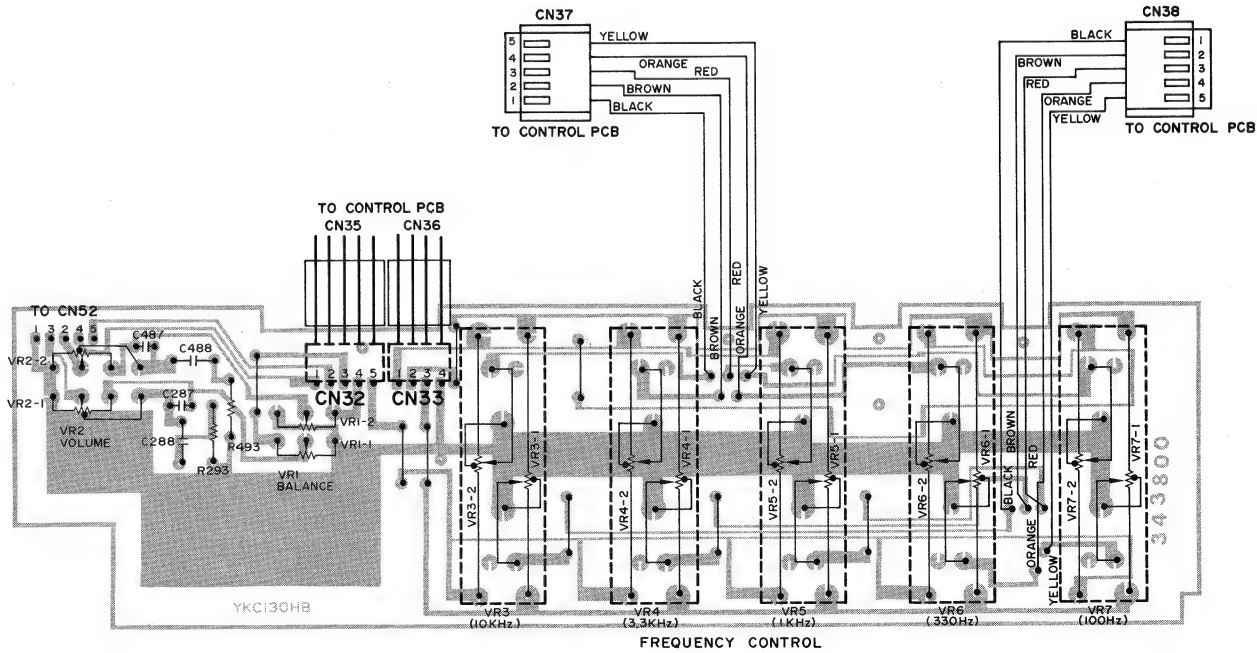 CN37
5
4
3
2
1
TO CONTROL PCB
YELLOW
ORANGE
RED
BROWN
BLACK
CN38
1
2
3
4
5
TO CONTROL PCB
BLACK
BROWN
RED
ORANGE
YELLOW
TO CONTROL PCB
CN35 CN36
BLACK
BROWN
RED
ORANGE
YELLOW
TO CN52
1 3 2 4 5
VR2-2
C487
C488
VR2-1
C287
VR2
VOLUME
C288
R493
R293
1 2 3 4 5
CN32
1 2 3 4
CN33
VR1-2
VR1-1
VR1
BALANCE
VR3-2
VR3-1
VR4-2
VR4-1
VR5-2
VR5-1
VR6-2
VR6-1
BLACK
BROWN
RED
ORANGE
YELLOW
VR7-2
VR7-1
343800
YKC130HB
VR3
(10KHz)
VR4
(3.3KHz)
VR5
(1KHz)
VR6
(330Hz)
VR7
(100Hz)
FREQUENCY CONTROL